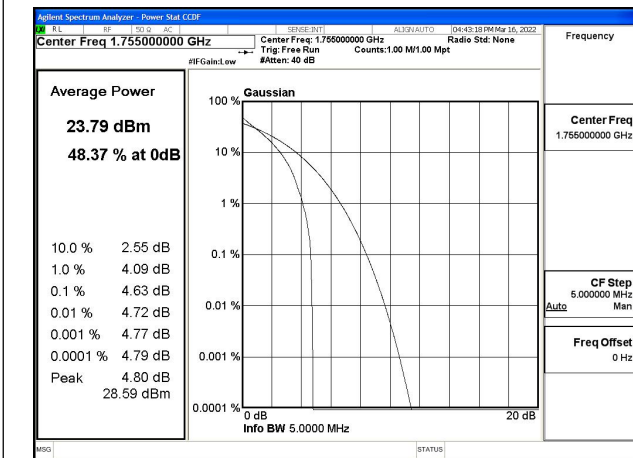 Agilent Spectrum Analyzer - Power Stat CCDF
RL RF 50 Ω AC SENSE:INT ALIGN AUTO 04:43:18 PM Mar 16, 2022
Center Freq 1.755000000 GHz
Center Freq: 1.755000000 GHz Radio Std: None
Trig: Free Run Counts:1.00 M/1.00 Mpt
#IFGain:Low #Atten: 40 dB
Frequency
Average Power
23.79 dBm
48.37 % at 0dB
10.0 % 2.55 dB
1.0 % 4.09 dB
0.1 % 4.63 dB
0.01 % 4.72 dB
0.001 % 4.77 dB
0.0001 % 4.79 dB
Peak 4.80 dB
28.59 dBm
Gaussian
100 %
10 %
1 %
0.1 %
0.01 %
0.001 %
0.0001 %
0 dB 20 dB
Info BW 5.0000 MHz
Center Freq
1.755000000 GHz
CF Step
5.000000 MHz
Auto Man
Freq Offset
0 Hz
MSG STATUS